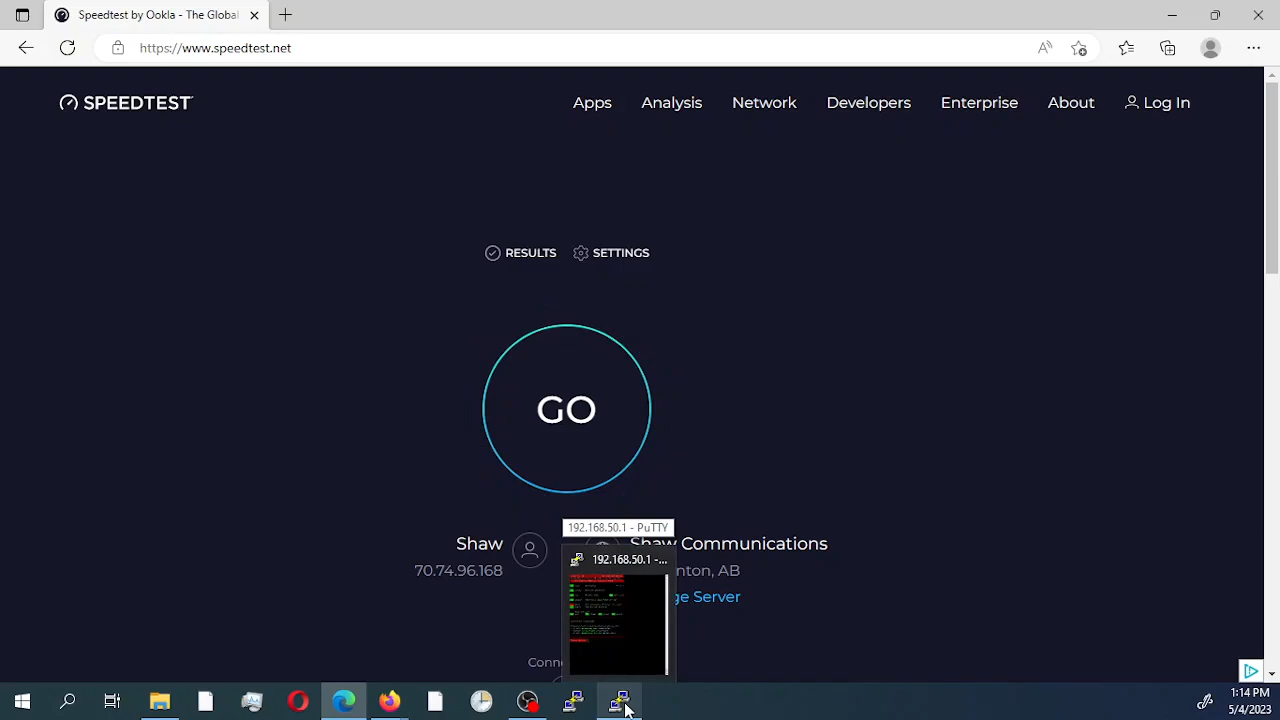 Speedtest by Ookla - The Global
https://www.speedtest.net
SPEEDTEST
Apps
Analysis
Network
Developers
Enterprise
About
Log In
RESULTS
SETTINGS
GO
192.168.50.1 - PuTTY
Shaw
70.74.96.168
Shaw Communications
nton, AB
ge Server
192.168.50.1 -...
Conn
1:14 PM
5/4/2023